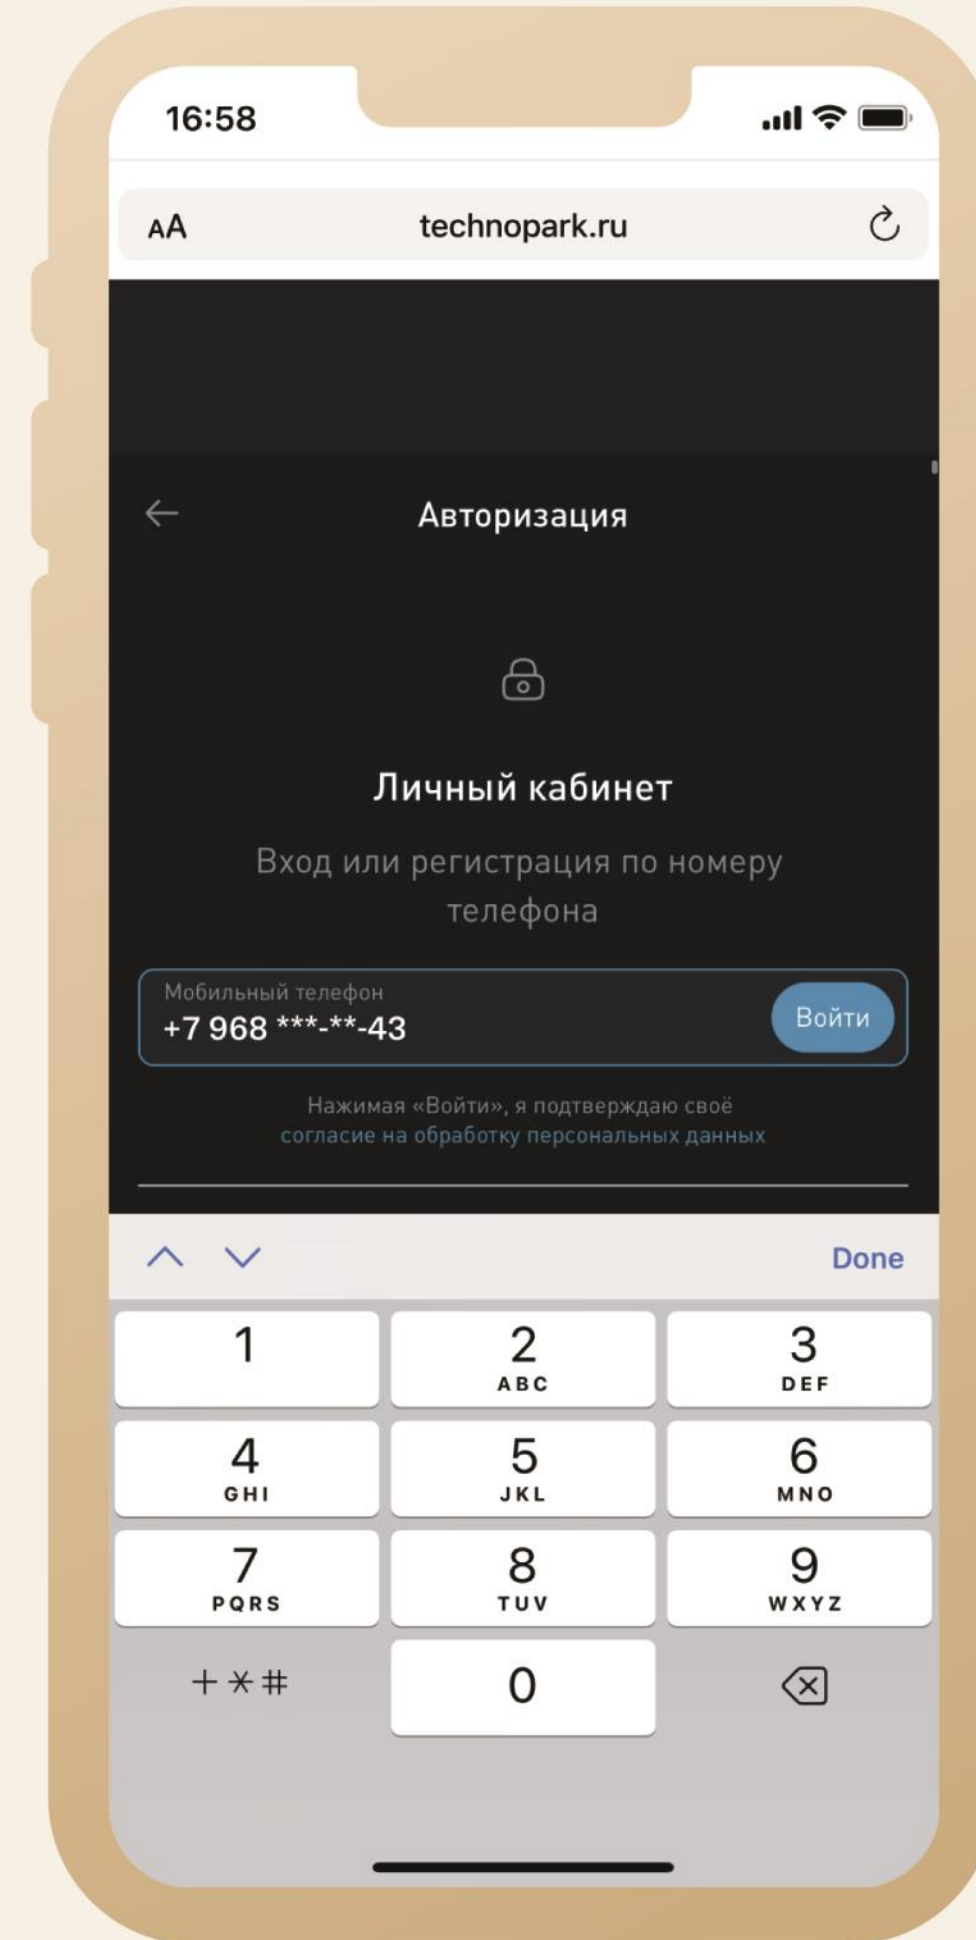 16:58
AA technopark.ru
Авторизация
Личный кабинет
Вход или регистрация по номеру
телефона
Мобильный телефон
+7 968 ***-**-43
Войти
Нажимая «Войти», я подтверждаю своё
согласие на обработку персональных данных
Done
1 2 3
ABC DEF
4 5 6
GHI JKL MNO
7 8 9
PQRS TUV WXYZ
+*# 0